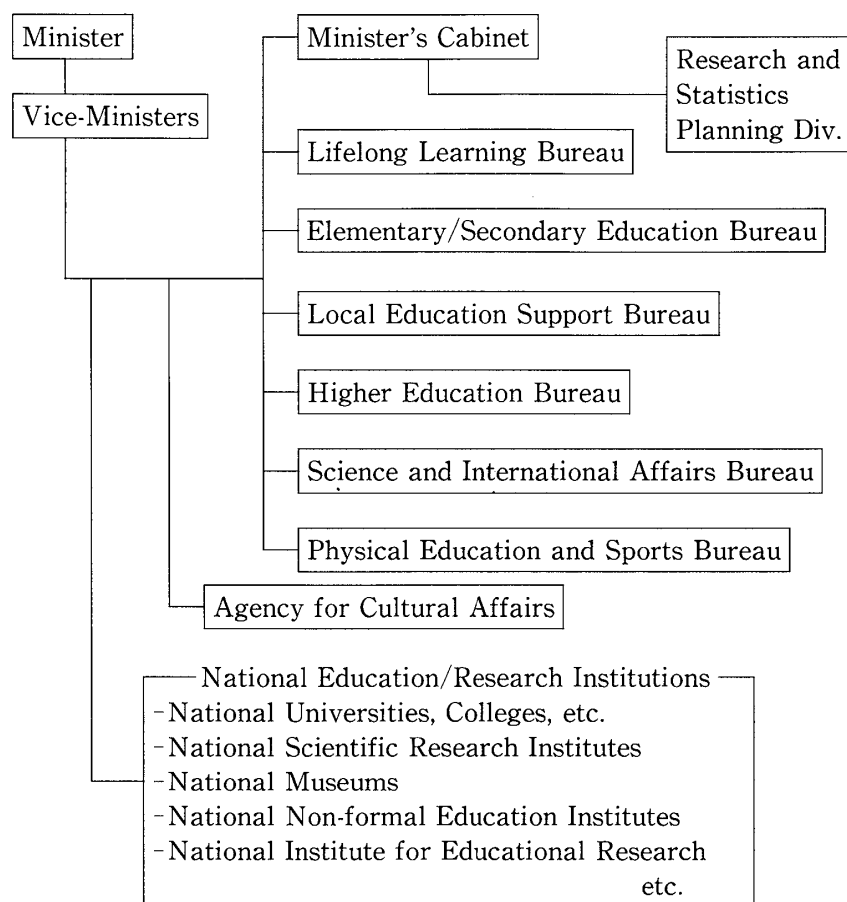 Minister
Vice-Ministers
Minister's Cabinet
Research and
Statistics
Planning Div.
Lifelong Learning Bureau
Elementary/Secondary Education Bureau
Local Education Support Bureau
Higher Education Bureau
Science and International Affairs Bureau
Physical Education and Sports Bureau
Agency for Cultural Affairs
National Education/Research Institutions
-National Universities, Colleges, etc.
-National Scientific Research Institutes
-National Museums
-National Non-formal Education Institutes
-National Institute for Educational Research
etc.